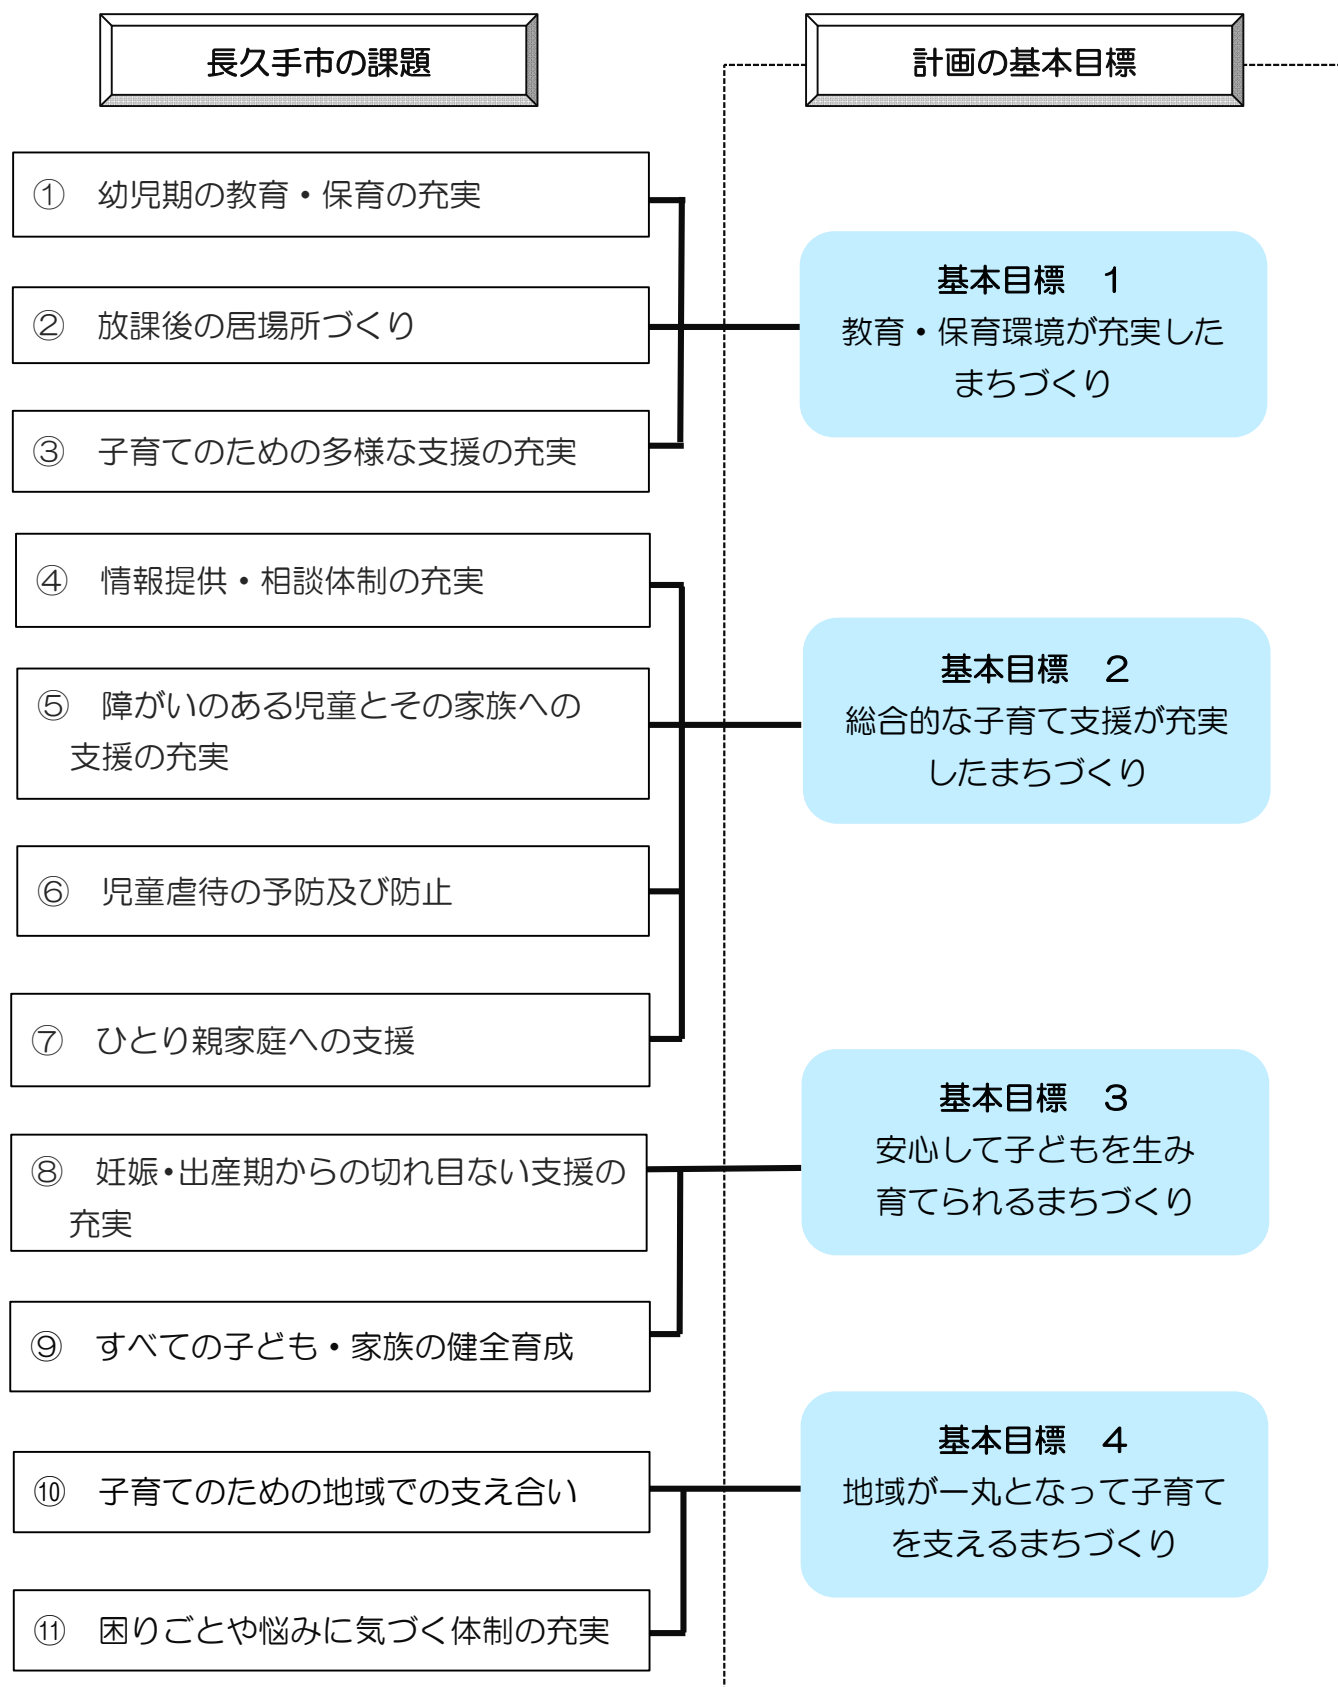 長久手市の課題
計画の基本目標
① 幼児期の教育・保育の充実
② 放課後の居場所づくり
③ 子育てのための多様な支援の充実
基本目標 1
教育・保育環境が充実した
まちづくり
④ 情報提供・相談体制の充実
⑤ 障がいのある児童とその家族への
支援の充実
⑥ 児童虐待の予防及び防止
⑦ ひとり親家庭への支援
基本目標 2
総合的な子育て支援が充実
したまちづくり
⑧ 妊娠・出産期からの切れ目ない支援の
充実
⑨ すべての子ども・家族の健全育成
基本目標 3
安心して子どもを生み
育てられるまちづくり
⑩ 子育てのための地域での支え合い
⑪ 困りごとや悩みに気づく体制の充実
基本目標 4
地域が一丸となって子育て
を支えるまちづくり